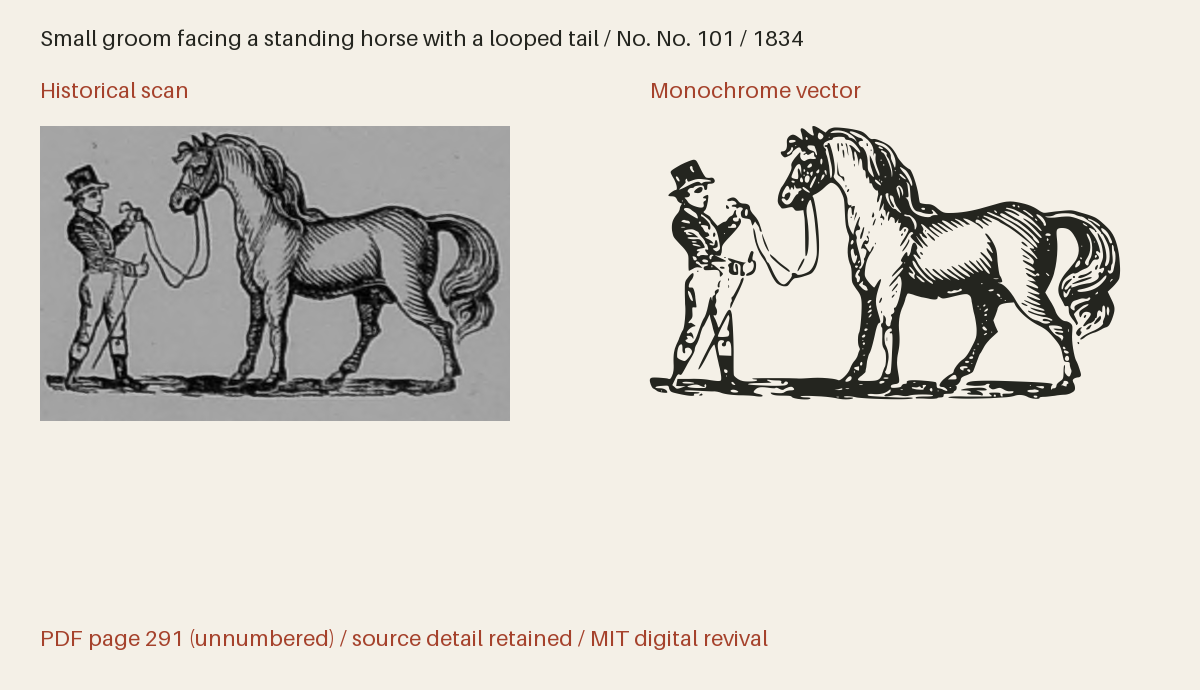 Small groom facing a standing horse with a looped tail / No. No. 101 / 1834
Historical scan
Monochrome vector
PDF page 291 (unnumbered) / source detail retained / MIT digital revival